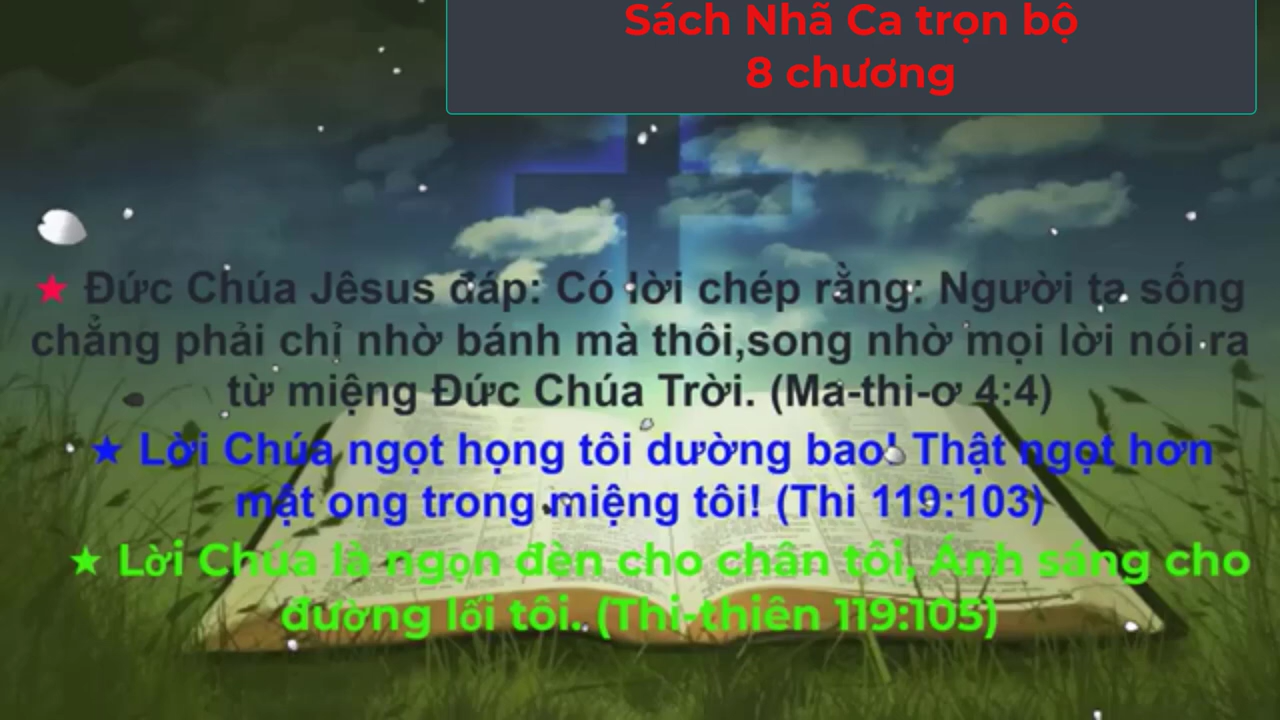 Sách Nhã Ca trọn bộ
8 chương
★ Đức Chúa Jêsus đáp: Có lời chép rằng: Người ta sống
chẳng phải chỉ nhờ bánh mà thôi,song nhờ mọi lời nói ra
từ miệng Đức Chúa Trời. (Ma-thi-ơ 4:4)
★ Lời Chúa ngọt họng tôi dường bao! Thật ngọt hơn
mật ong trong miệng tôi! (Thi 119:103)
★ Lời Chúa là ngọn đèn cho chân tôi, Ánh sáng cho
đường lối tôi. (Thi-thiên 119:105)